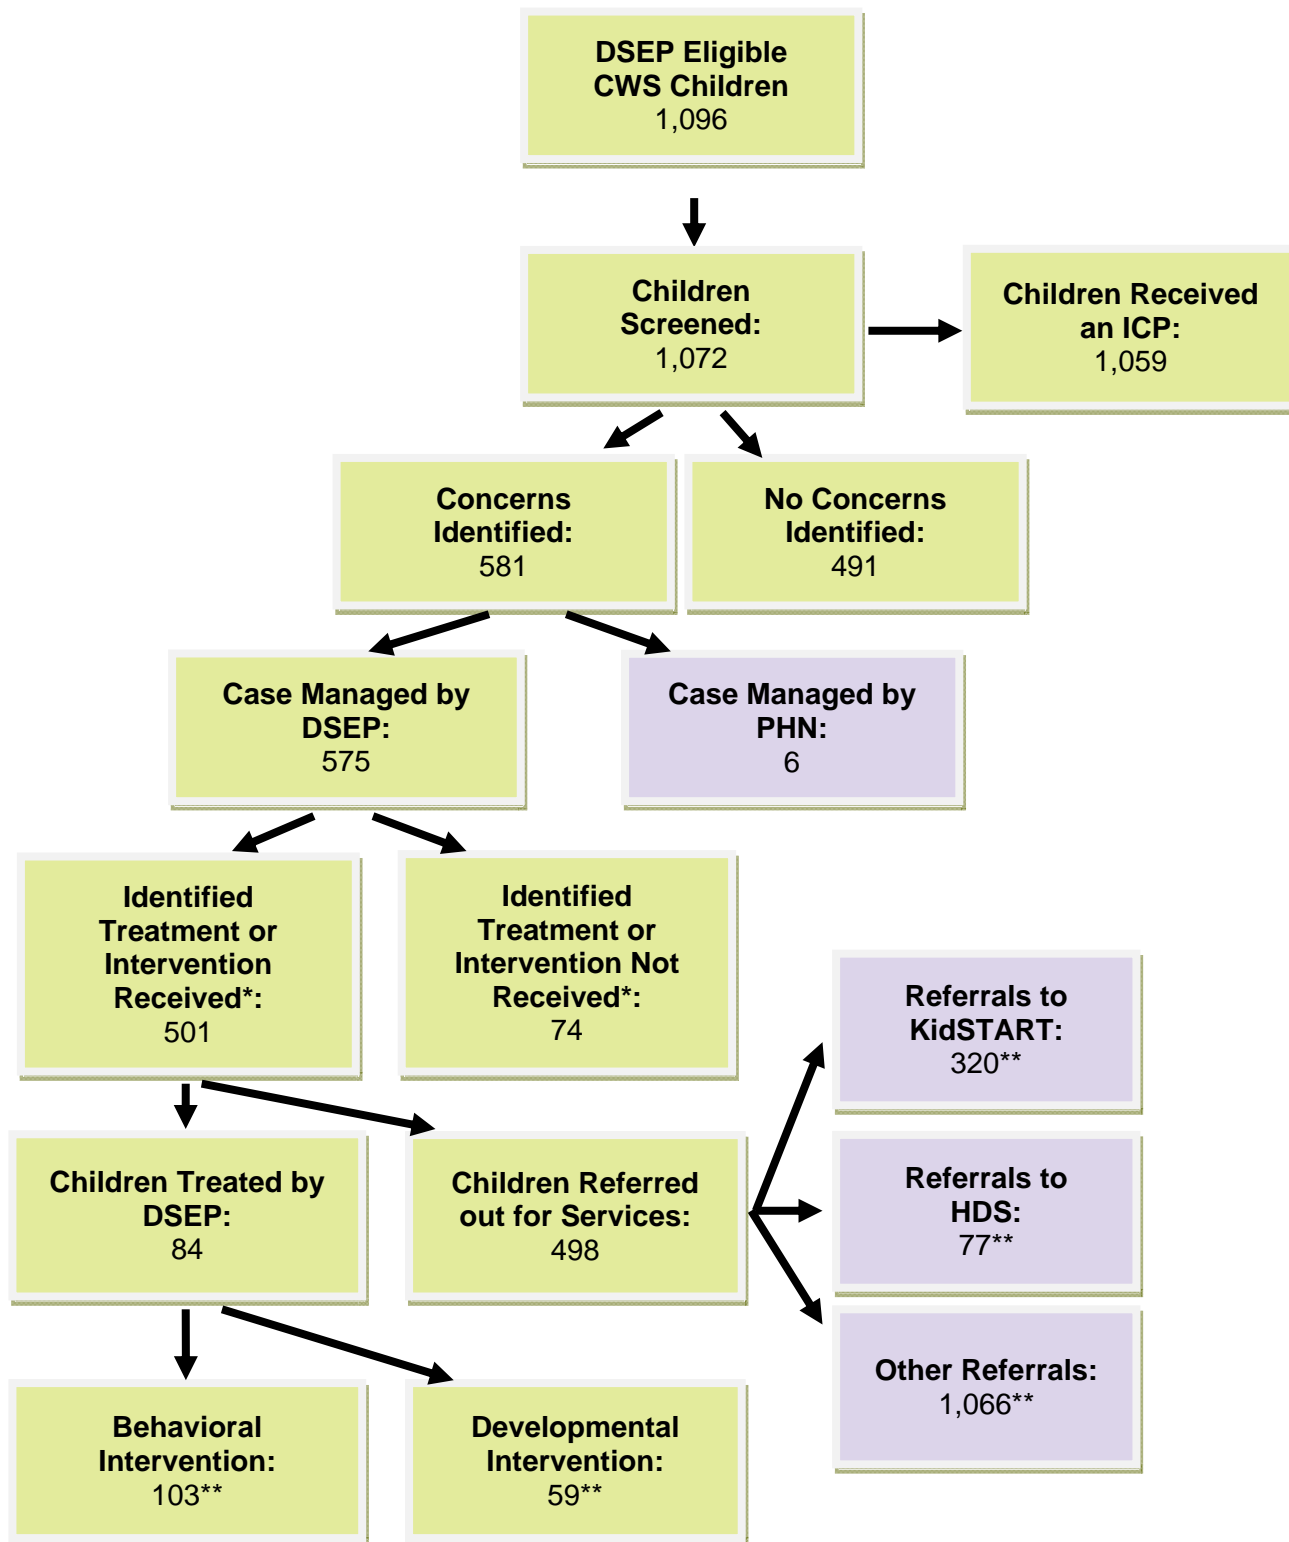 DSEP Eligible
CWS Children
1,096
Children
Screened:
1,072
Children Received
an ICP:
1,059
Concerns
Identified:
581
No Concerns
Identified:
491
Case Managed by
DSEP:
575
Case Managed by
PHN:
6
Identified
Treatment or
Intervention
Received*:
501
Identified
Treatment or
Intervention Not
Received*:
74
Referrals to
KidSTART:
320**
Children Treated by
DSEP:
84
Children Referred
out for Services:
498
Referrals to
HDS:
77**
Other Referrals:
1,066**
Behavioral
Intervention:
103**
Developmental
Intervention:
59**